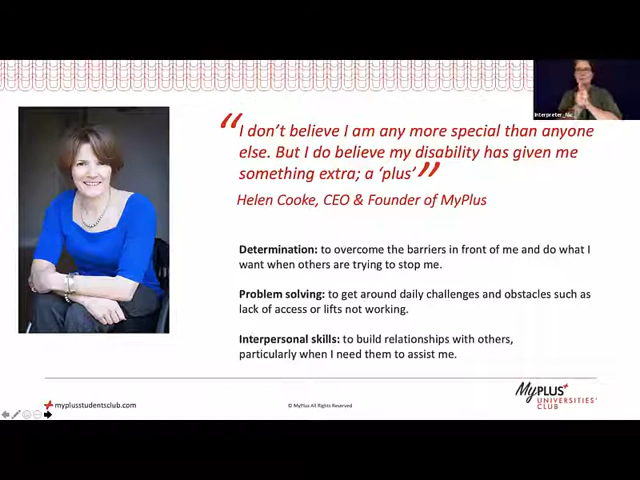 Interpreter_Nic
“I don’t believe I am any more special than anyone
else. But I do believe my disability has given me
something extra; a ‘plus’”
Helen Cooke, CEO & Founder of MyPlus
Determination: to overcome the barriers in front of me and do what I
want when others are trying to stop me.
Problem solving: to get around daily challenges and obstacles such as
lack of access or lifts not working.
Interpersonal skills: to build relationships with others,
particularly when I need them to assist me.
myplusstudentsclub.com
© MyPlus All Rights Reserved
MyPLUS
UNIVERSITIES'
CLUB